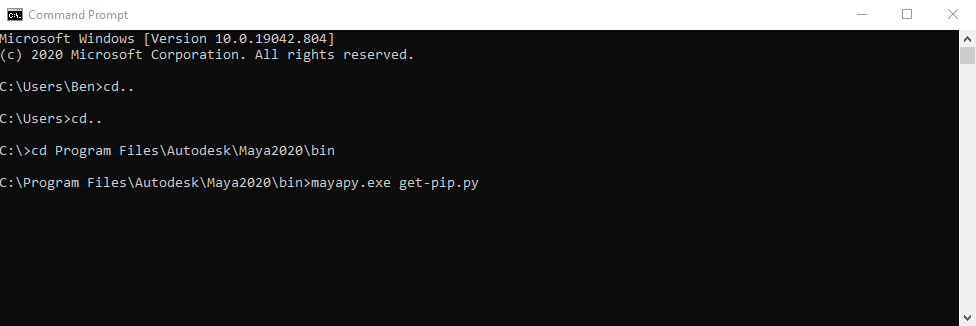 Command Prompt
Microsoft Windows [Version 10.0.19042.804]
(c) 2020 Microsoft Corporation. All rights reserved.
C:\Users\Ben>cd..
C:\Users>cd..
C:\>cd Program Files\Autodesk\Maya2020\bin
C:\Program Files\Autodesk\Maya2020\bin>mayapy.exe get-pip.py